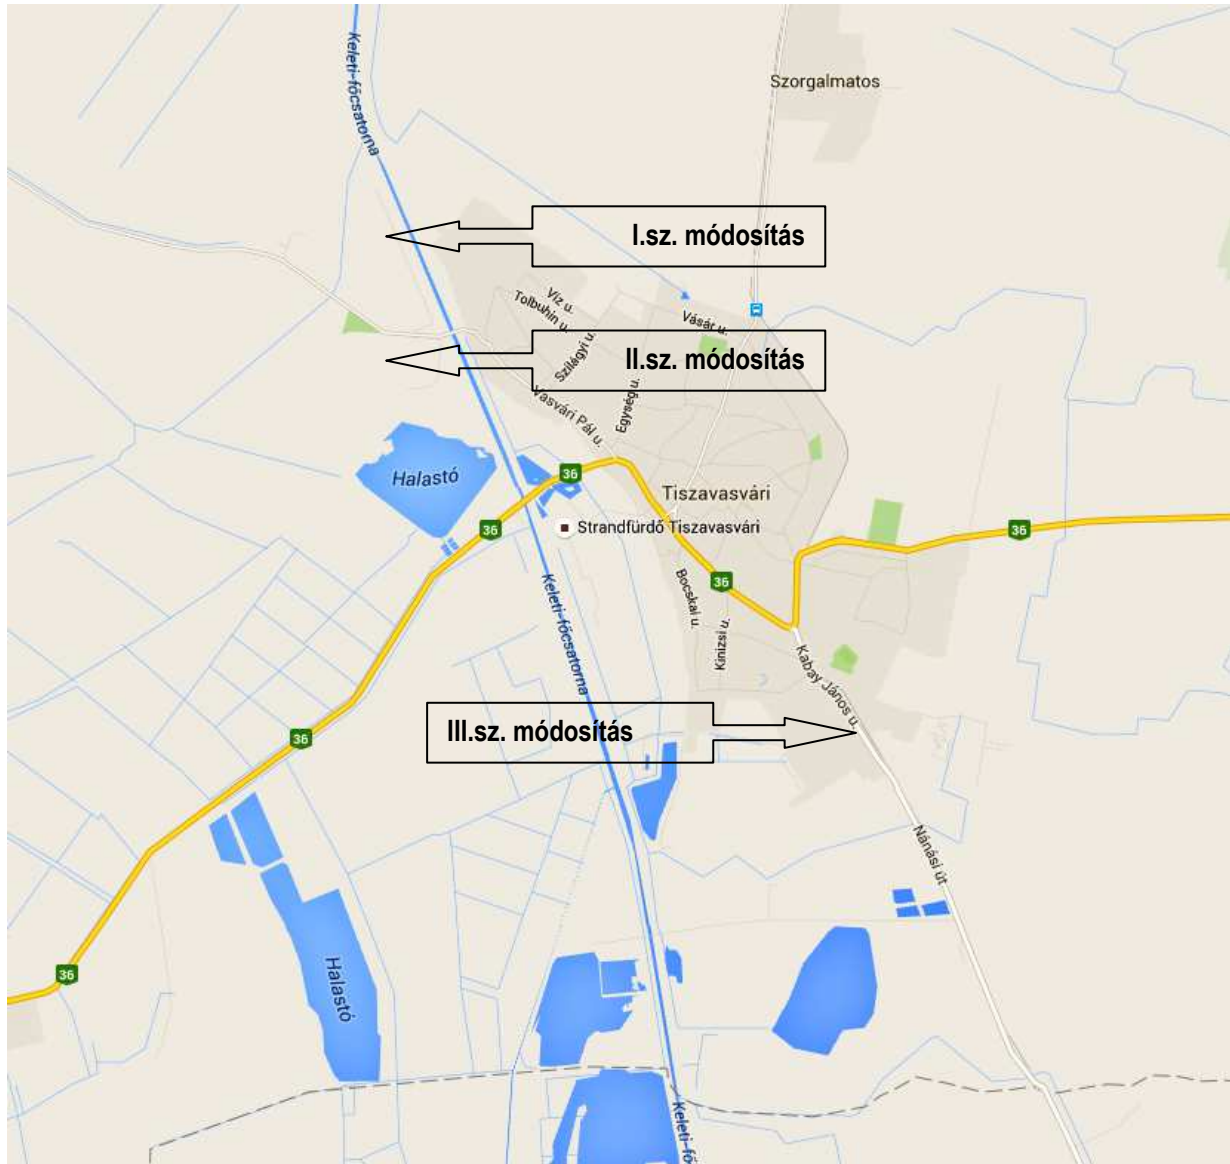 Keleti-főcsatorna
Szorgalmatos
I.sz. módosítás
Víz u.
Tolbuhin u.
Vásár u.
Szilágyi u.
II.sz. módosítás
Egység u.
Vasvári Pál u.
36
Halastó
Tiszavasvári
36
Strandfürdő Tiszavasvári
36
36
Bocskai u.
Kinizsi u.
Keleti-főcsatorna
Kabay János u.
III.sz. módosítás
36
Nánási út
Halastó
36
Keleti-fő